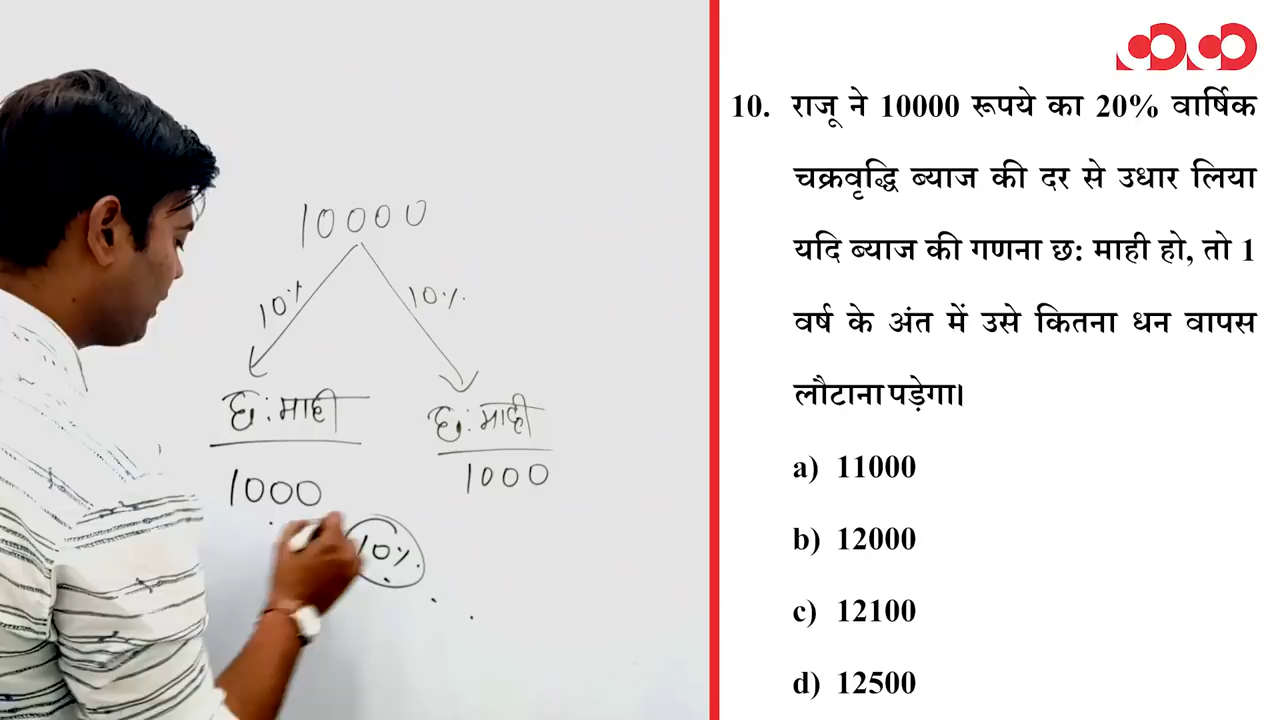 10000
10% 10%
छ: माही छ: माही
1000 1000
10%
10. राजू ने 10000 रूपये का 20% वार्षिक
चक्रवृद्धि ब्याज की दर से उधार लिया
यदि ब्याज की गणना छ: माही हो, तो 1
वर्ष के अंत में उसे कितना धन वापस
लौटाना पड़ेगा।
a) 11000
b) 12000
c) 12100
d) 12500